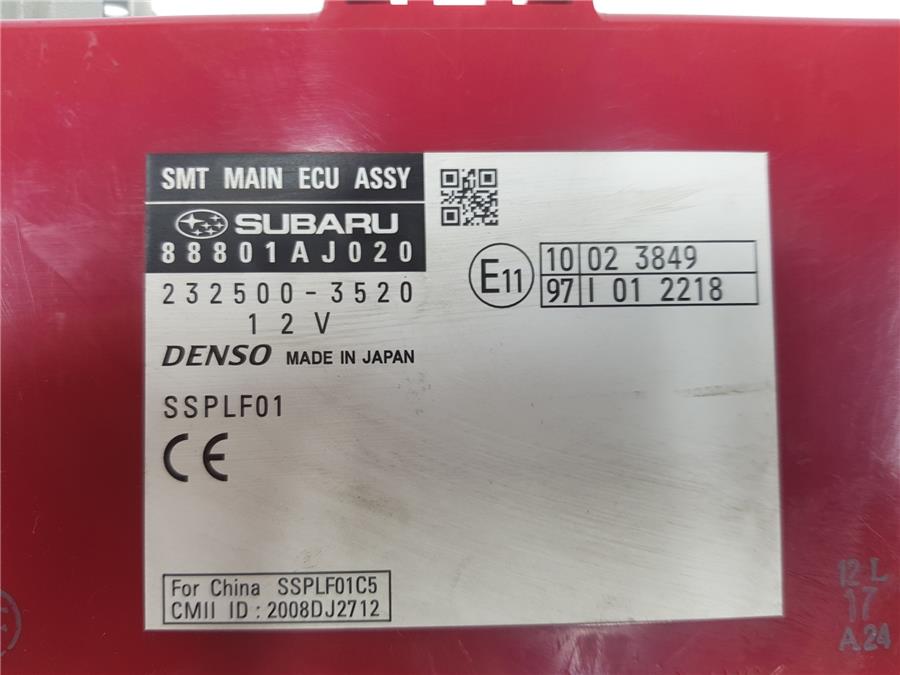 SMT MAIN ECU ASSY
SUBARU
88801AJ020
232500-3520
12V
DENSO MADE IN JAPAN
SSPLF01
CE
E11
10 02 3849
97 I 01 2218
For China SSPLF01C5
CMII ID : 2008DJ2712
12 L
17
A.24